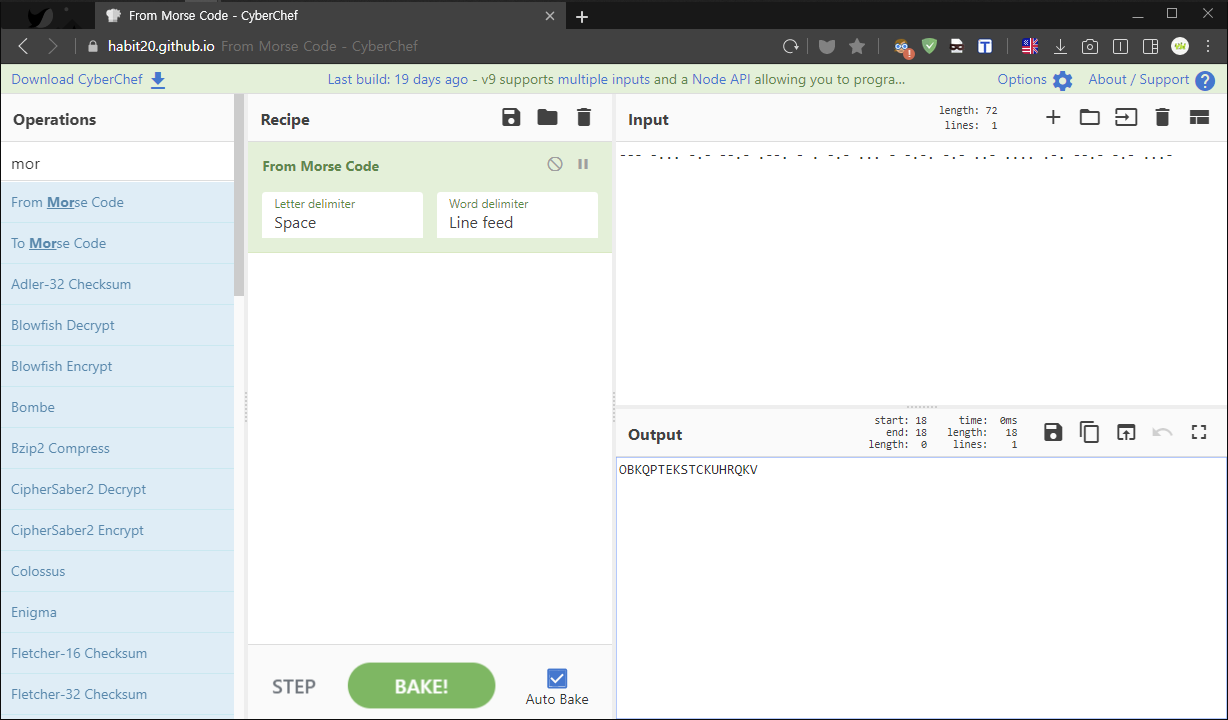 From Morse Code - CyberChef
habit20.github.io From Morse Code - CyberChef
Download CyberChef
Last build: 19 days ago - v9 supports multiple inputs and a Node API allowing you to progra...
Options
About / Support
Operations
mor
From Morse Code
To Morse Code
Adler-32 Checksum
Blowfish Decrypt
Blowfish Encrypt
Bombe
Bzip2 Compress
CipherSaber2 Decrypt
CipherSaber2 Encrypt
Colossus
Enigma
Fletcher-16 Checksum
Fletcher-32 Checksum
Recipe
From Morse Code
Letter delimiter
Space
Word delimiter
Line feed
STEP
BAKE!
Auto Bake
Input
length: 72
lines: 1
--- -... -.- --.- .--. - . -.- ... - -.-. -.- ..- .... .-. --.- -.- ...-
Output
start: 18 time: 0ms
end: 18 length: 18
length: 0 lines: 1
OBKQPTEKSTCKUHRQKV